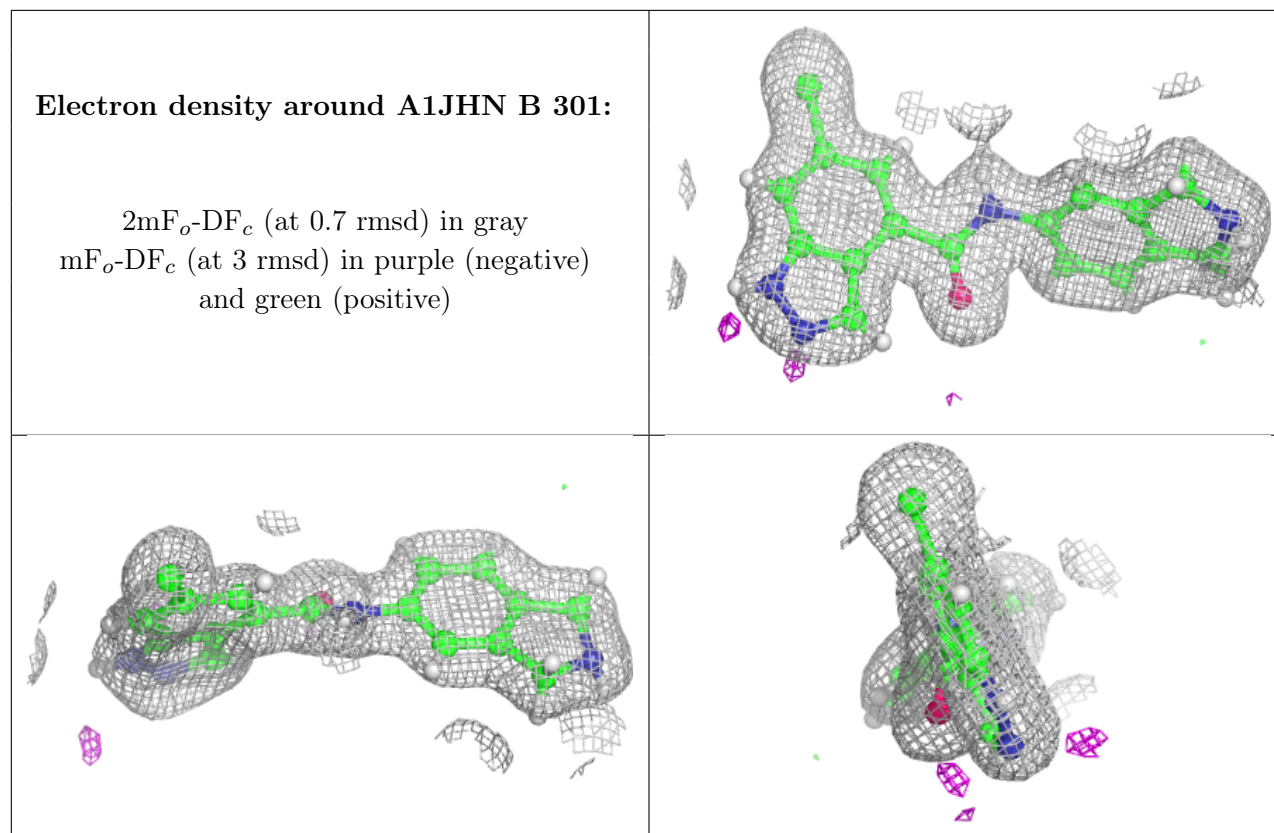 Electron density around A1JHN B 301:
2mFo-DFc (at 0.7 rmsd) in gray
mFo-DFc (at 3 rmsd) in purple (negative)
and green (positive)